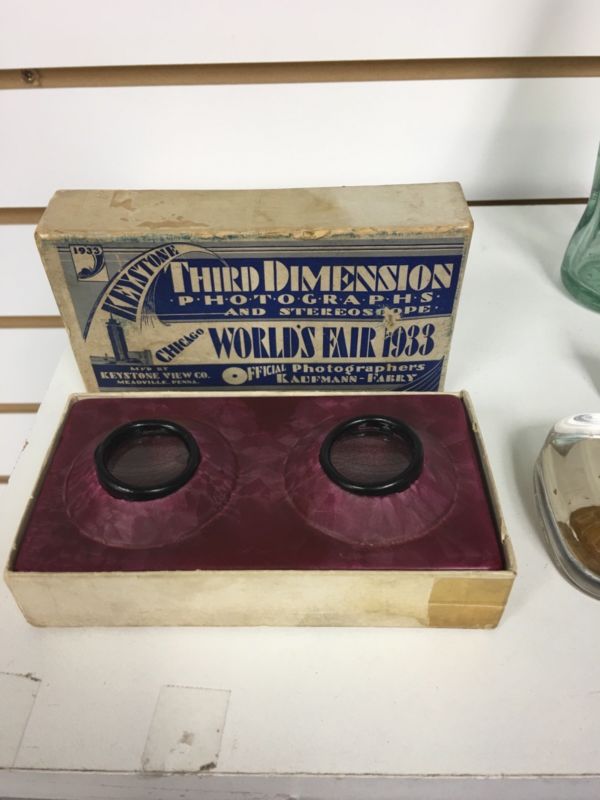 1933
KEYSTONE
THIRD DIMENSION
PHOTOGRAPHS
AND STEREOSCOPE
CHICAGO
WORLD'S FAIR 1933
MF'D BY
KEYSTONE VIEW CO.
MEADVILLE, PENNA.
OFFICIAL Photographers
KAUFMANN-FABRY